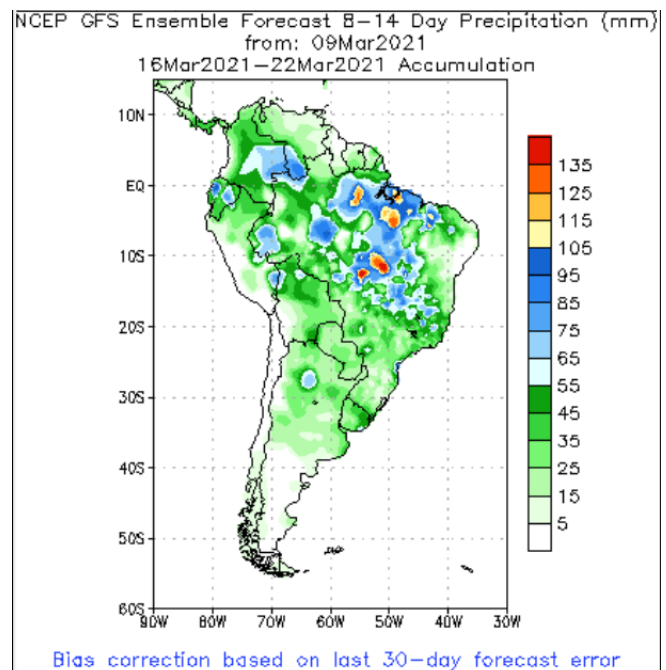 NCEP GFS Ensemble Forecast 8-14 Day Precipitation (mm)
from: 09Mar2021
16Mar2021-22Mar2021 Accumulation
10N
EQ
10S
20S
30S
40S
50S
60S
90W 80W 70W 60W 50W 40W 30W
135
135
115
105
95
85
75
65
55
45
35
25
15
5
Bias correction based on last 30-day forecast error